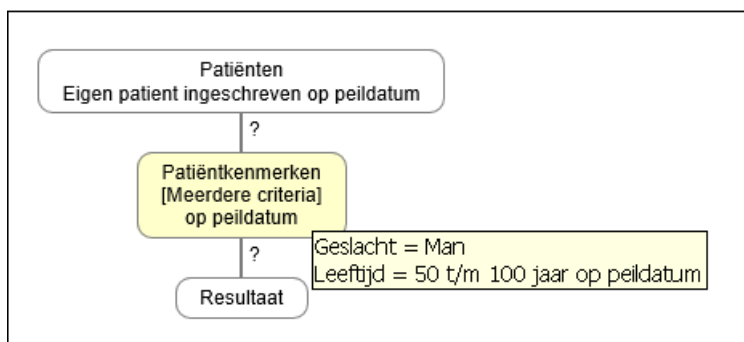 Patiënten
Eigen patient ingeschreven op peildatum
?
Patiëntkenmerken
[Meerdere criteria]
op peildatum
?
Geslacht = Man
Leeftijd = 50 t/m 100 jaar op peildatum
Resultaat